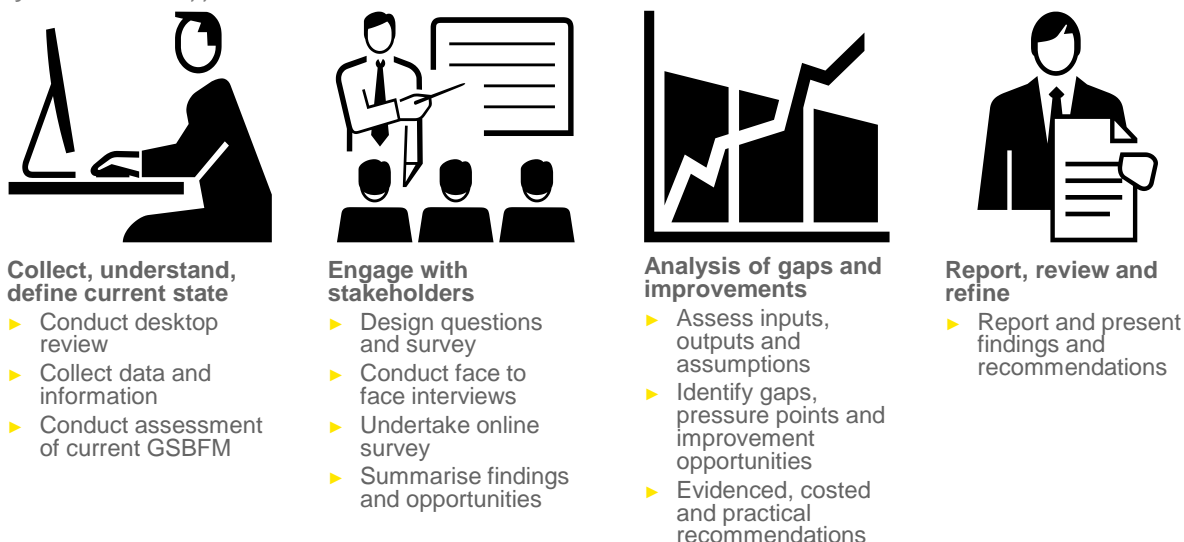 Collect, understand,
define current state
► Conduct desktop
review
► Collect data and
information
► Conduct assessment
of current GSBFM
Engage with
stakeholders
► Design questions
and survey
► Conduct face to
face interviews
► Undertake online
survey
► Summarise findings
and opportunities
Analysis of gaps and
improvements
► Assess inputs,
outputs and
assumptions
► Identify gaps,
pressure points and
improvement
opportunities
► Evidenced, costed
and practical
recommendations
Report, review and
refine
► Report and present
findings and
recommendations